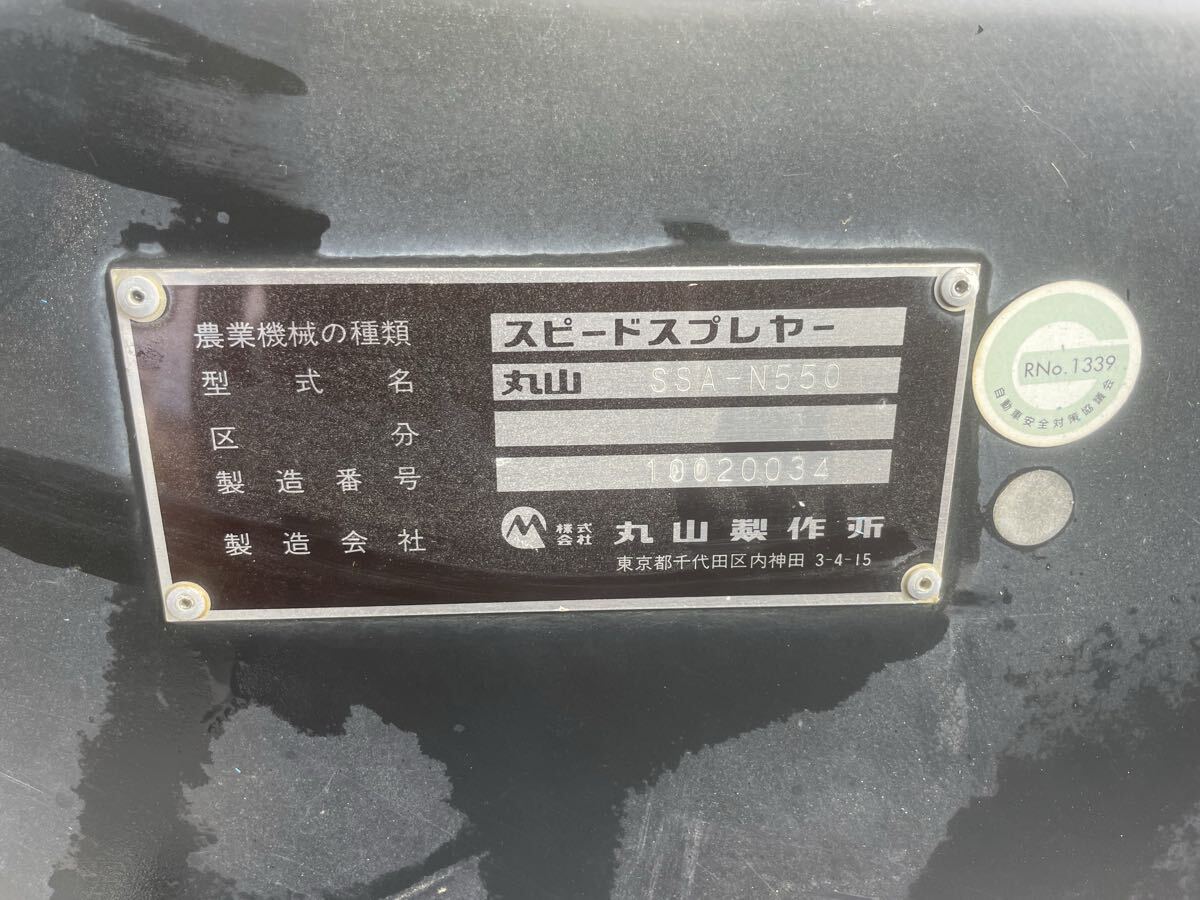 農業機械の種類 スピードスプレヤー
型式名 丸山 SSA-N550
区分
製造番号 10020034
製造会社 株式会社 丸山製作所
東京都千代田区内神田 3-4-15
RNo.1339
自動車安全対策協議会